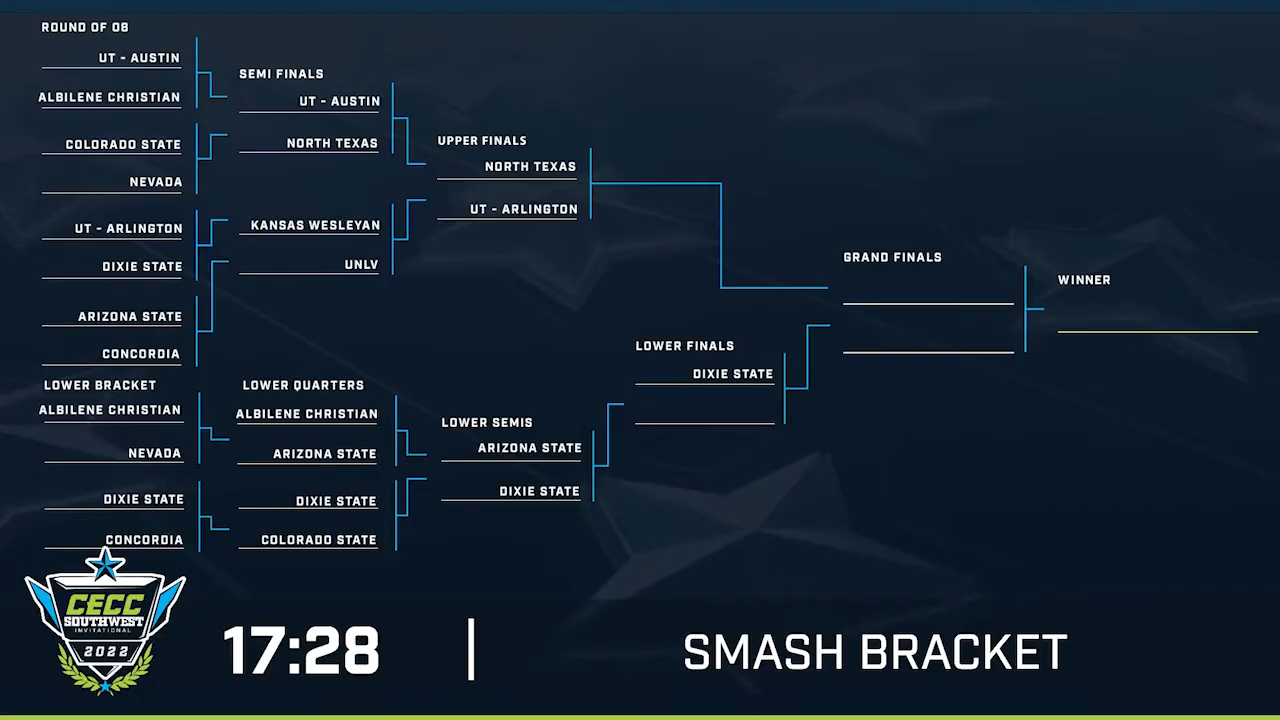 ROUND OF 08
UT - AUSTIN
ALBILENE CHRISTIAN
COLORADO STATE
NEVADA
UT - ARLINGTON
DIXIE STATE
ARIZONA STATE
CONCORDIA
SEMI FINALS
UT - AUSTIN
NORTH TEXAS
KANSAS WESLEYAN
UNLV
UPPER FINALS
NORTH TEXAS
UT - ARLINGTON
GRAND FINALS
WINNER
LOWER BRACKET
ALBILENE CHRISTIAN
NEVADA
DIXIE STATE
CONCORDIA
LOWER QUARTERS
ALBILENE CHRISTIAN
ARIZONA STATE
DIXIE STATE
COLORADO STATE
LOWER SEMIS
ARIZONA STATE
DIXIE STATE
LOWER FINALS
DIXIE STATE
CECC
SOUTHWEST
INVITATIONAL
2022
17:28
SMASH BRACKET